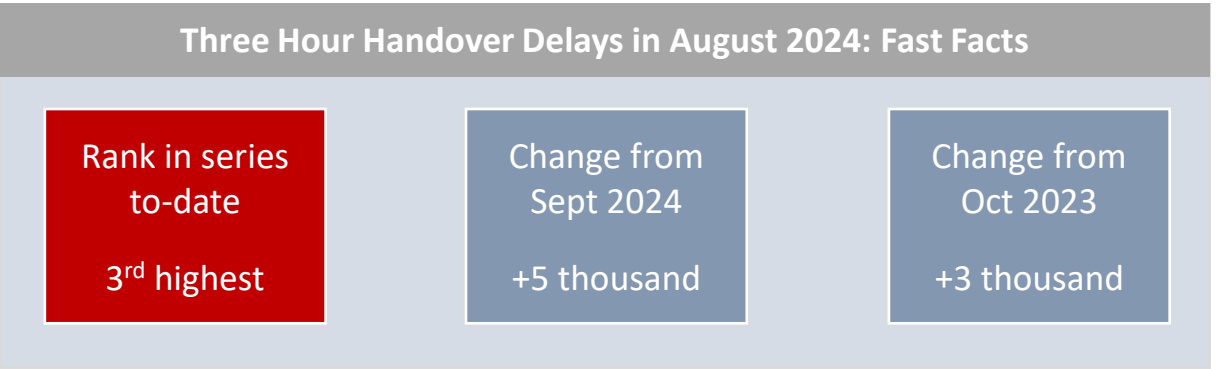 Three Hour Handover Delays in August 2024: Fast Facts
Rank in series
to-date
3rd highest
Change from
Sept 2024
+5 thousand
Change from
Oct 2023
+3 thousand